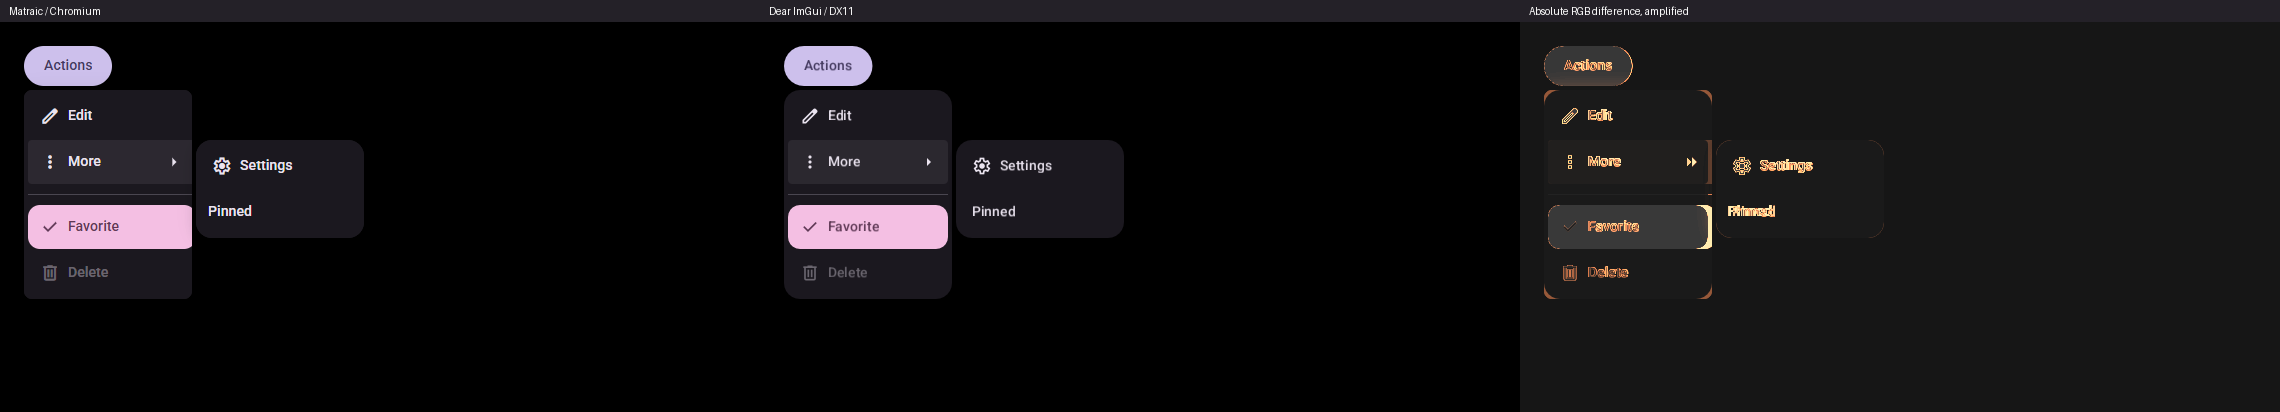 Matraic / Chromium
Dear ImGui / DX11
Absolute RGB difference, amplified
Actions
Edit
More
Settings
Pinned
Favorite
Delete
Actions
Edit
More
Settings
Pinned
Favorite
Delete
Actions
Edit
More
Settings
Pinned
Favorite
Delete